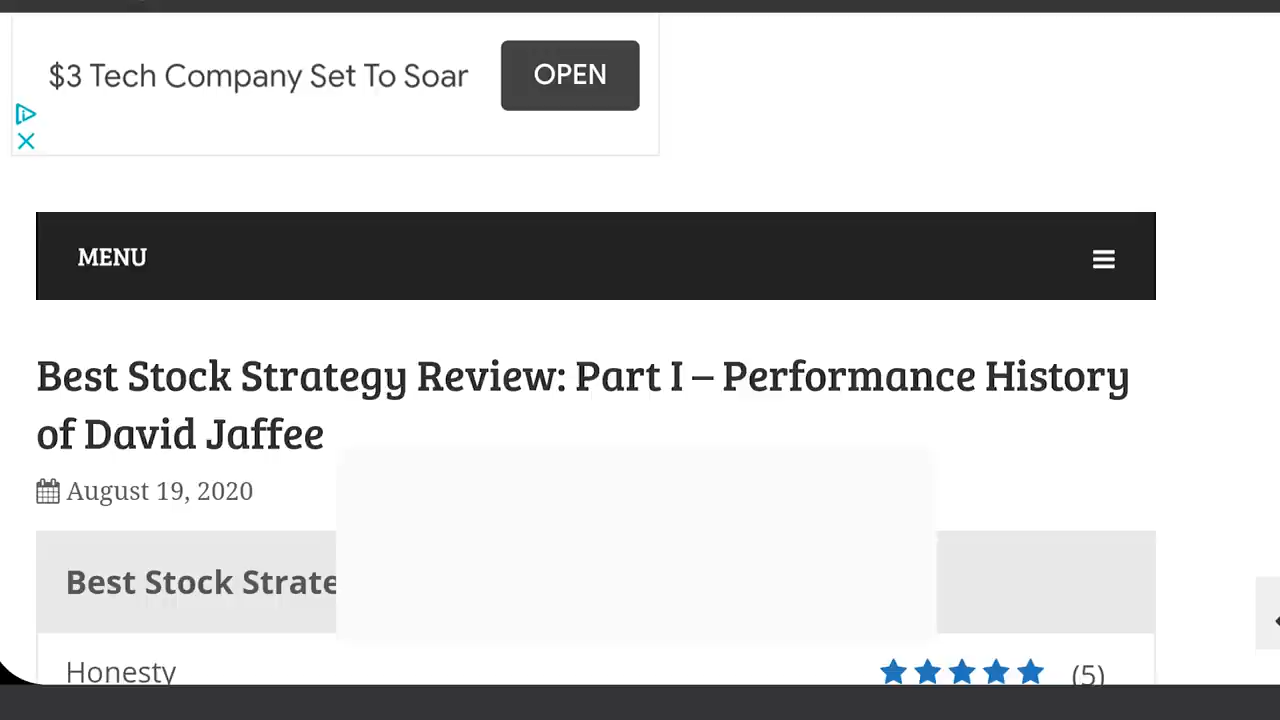 $3 Tech Company Set To Soar
OPEN
MENU
Best Stock Strategy Review: Part I – Performance History
of David Jaffee
August 19, 2020
Best Stock Strate
Honesty
(5)